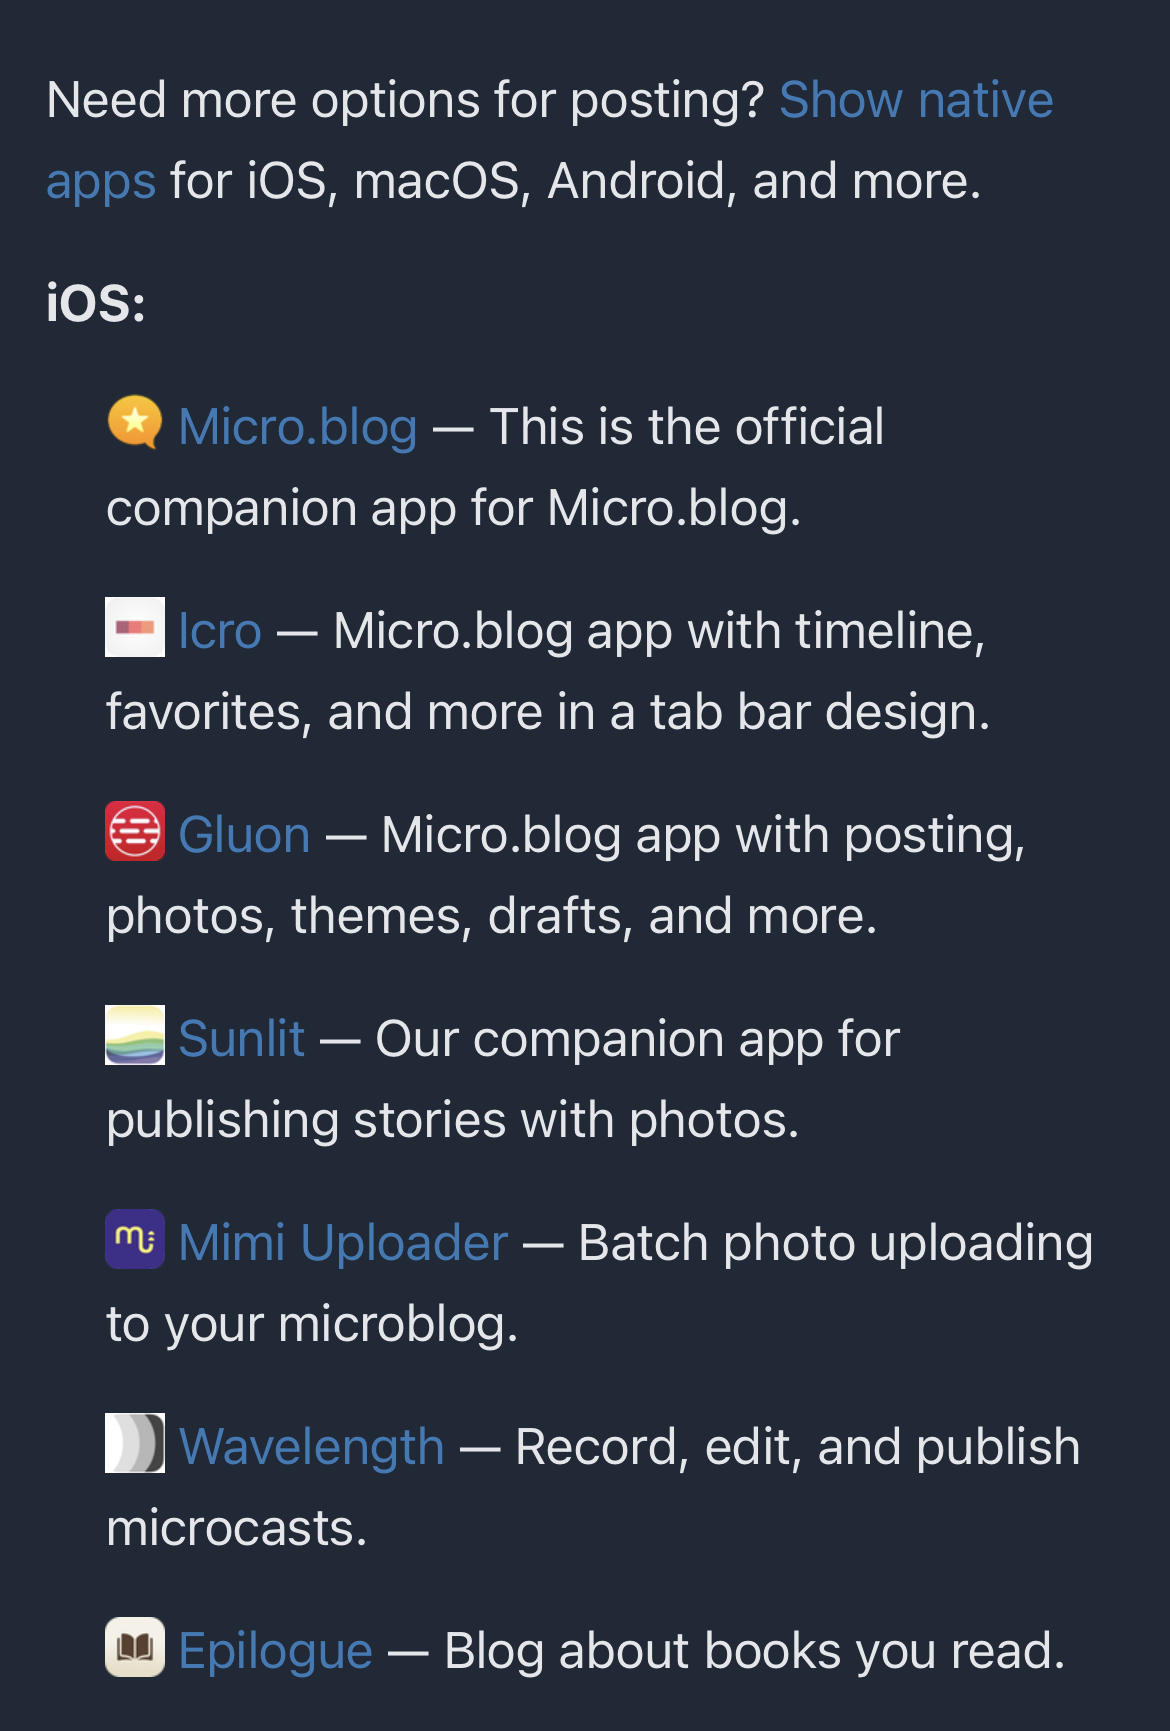 Need more options for posting? Show native
apps for iOS, macOS, Android, and more.
iOS:
Micro.blog — This is the official
companion app for Micro.blog.
Icro — Micro.blog app with timeline,
favorites, and more in a tab bar design.
Gluon — Micro.blog app with posting,
photos, themes, drafts, and more.
Sunlit — Our companion app for
publishing stories with photos.
Mimi Uploader — Batch photo uploading
to your microblog.
Wavelength — Record, edit, and publish
microcasts.
Epilogue — Blog about books you read.